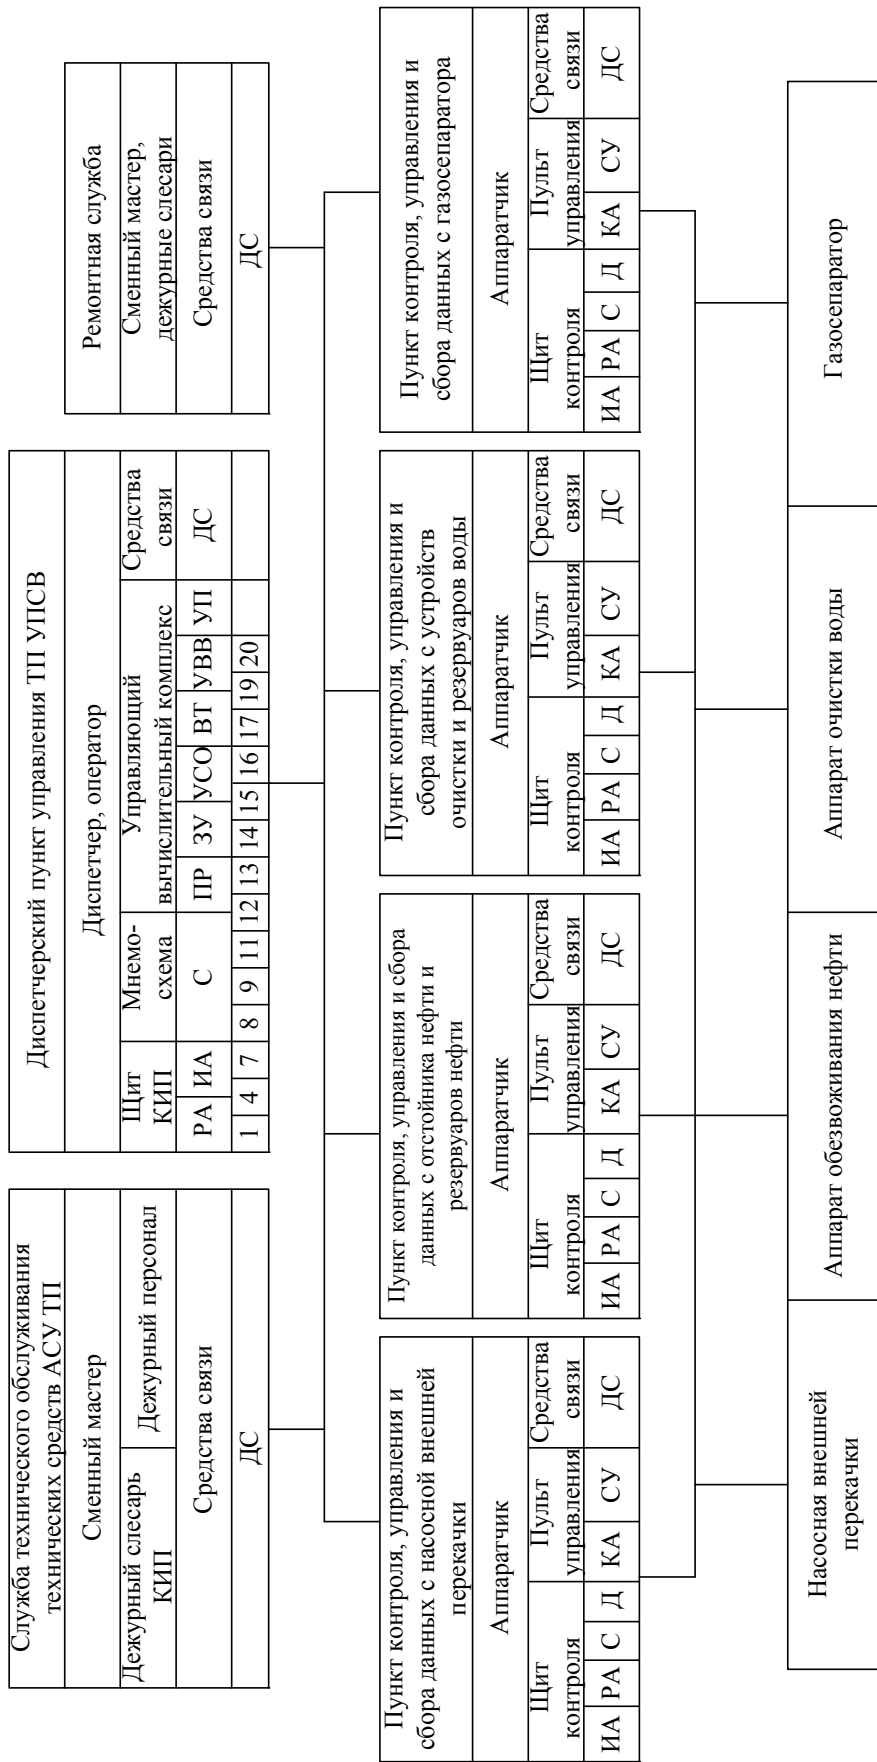 Служба технического обслуживания
технических средств АСУ ТП
Сменный мастер
Дежурный слесарь
КИП
Дежурный персонал
Средства связи
ДС
Диспетчерский пункт управления ТП УПСВ
Диспетчер, оператор
Щит
КИП
Мнемо-
схема
Управляющий
вычислительный комплекс
Средства
связи
РА ИА С ПР ЗУ УСО ВТ УВВ УП ДС
1 4 7 8 9 11 12 13 14 15 16 17 19 20
Ремонтная служба
Сменный мастер,
дежурные слесари
Средства связи
ДС
Пункт контроля, управления и
сбора данных с насосной внешней
перекачки
Аппаратчик
Щит
контроля
Пульт
управления
Средства
связи
ИА РА С Д КА СУ ДС
Пункт контроля, управления и сбора
данных с отстойника нефти и
резервуаров нефти
Аппаратчик
Щит
контроля
Пульт
управления
Средства
связи
ИА РА С Д КА СУ ДС
Пункт контроля, управления и
сбора данных с устройств
очистки и резервуаров воды
Аппаратчик
Щит
контроля
Пульт
управления
Средства
связи
ИА РА С Д КА СУ ДС
Пункт контроля, управления и
сбора данных с газосепаратора
Аппаратчик
Щит
контроля
Пульт
управления
Средства
связи
ИА РА С Д КА СУ ДС
Насосная внешней
перекачки
Аппарат обезвоживания нефти
Аппарат очистки воды
Газосепаратор